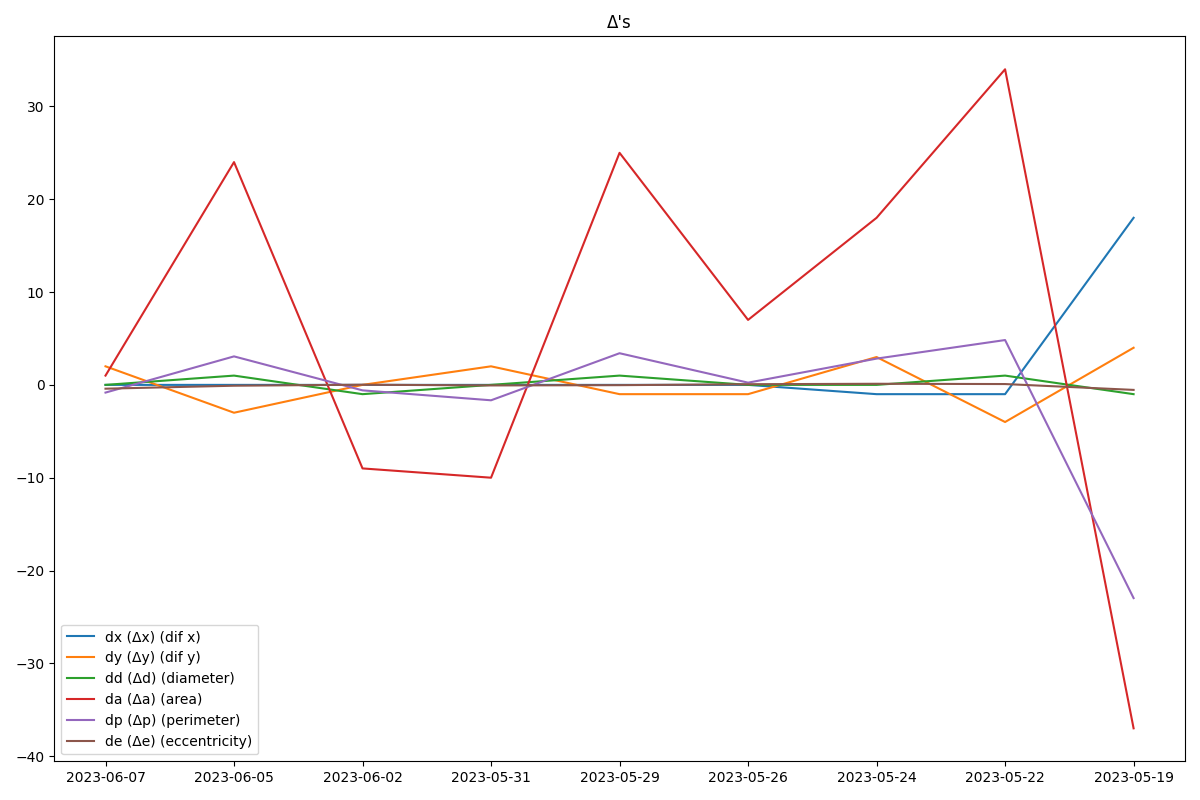 Δ's
30
20
10
0
−10
−20
−30
−40
dx (Δx) (dif x)
dy (Δy) (dif y)
dd (Δd) (diameter)
da (Δa) (area)
dp (Δp) (perimeter)
de (Δe) (eccentricity)
2023-06-07 2023-06-05 2023-06-02 2023-05-31 2023-05-29 2023-05-26 2023-05-24 2023-05-22 2023-05-19